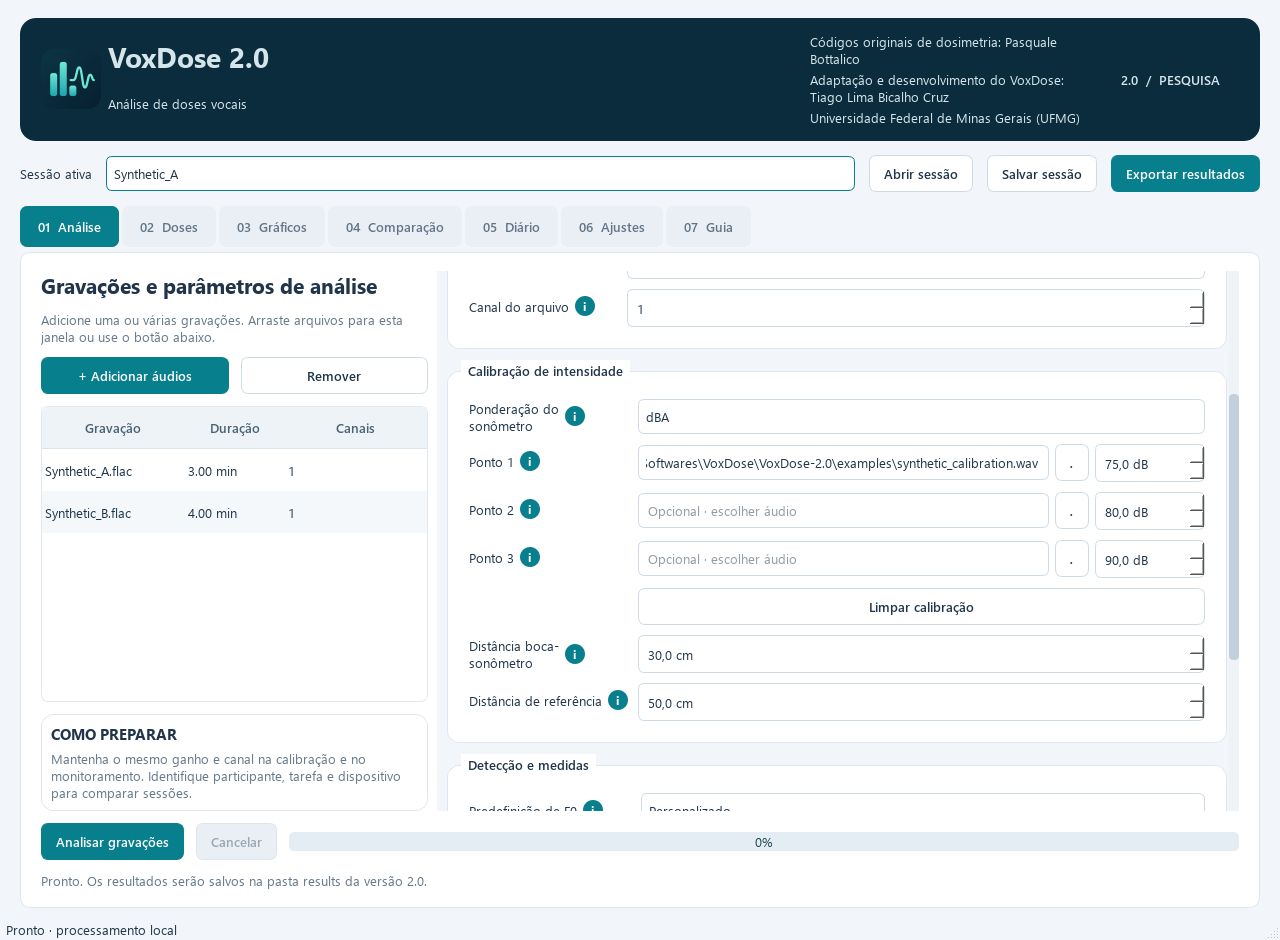 VoxDose 2.0
Análise de doses vocais
Códigos originais de dosimetria: Pasquale
Bottalico
Adaptação e desenvolvimento do VoxDose:
Tiago Lima Bicalho Cruz
Universidade Federal de Minas Gerais (UFMG)
2.0 / PESQUISA
Sessão ativa
Synthetic_A
Abrir sessão
Salvar sessão
Exportar resultados
01 Análise
02 Doses
03 Gráficos
04 Comparação
05 Diário
06 Ajustes
07 Guia
Gravações e parâmetros de análise
Adicione uma ou várias gravações. Arraste arquivos para esta
janela ou use o botão abaixo.
+ Adicionar áudios
Remover
Gravação Duração Canais
Synthetic_A.flac 3.00 min 1
Synthetic_B.flac 4.00 min 1
COMO PREPARAR
Mantenha o mesmo ganho e canal na calibração e no
monitoramento. Identifique participante, tarefa e dispositivo
para comparar sessões.
Canal do arquivo i 1
Calibração de intensidade
Ponderação do
sonômetro i
dBA
Ponto 1 i Softwares\VoxDose\VoxDose-2.0\examples\synthetic_calibration.wav . 75,0 dB
Ponto 2 i Opcional · escolher áudio . 80,0 dB
Ponto 3 i Opcional · escolher áudio . 90,0 dB
Limpar calibração
Distância boca-
sonômetro i
30,0 cm
Distância de referência i 50,0 cm
Detecção e medidas
Predefinição de F0 i Personalizado
Analisar gravações
Cancelar
0%
Pronto. Os resultados serão salvos na pasta results da versão 2.0.
Pronto · processamento local